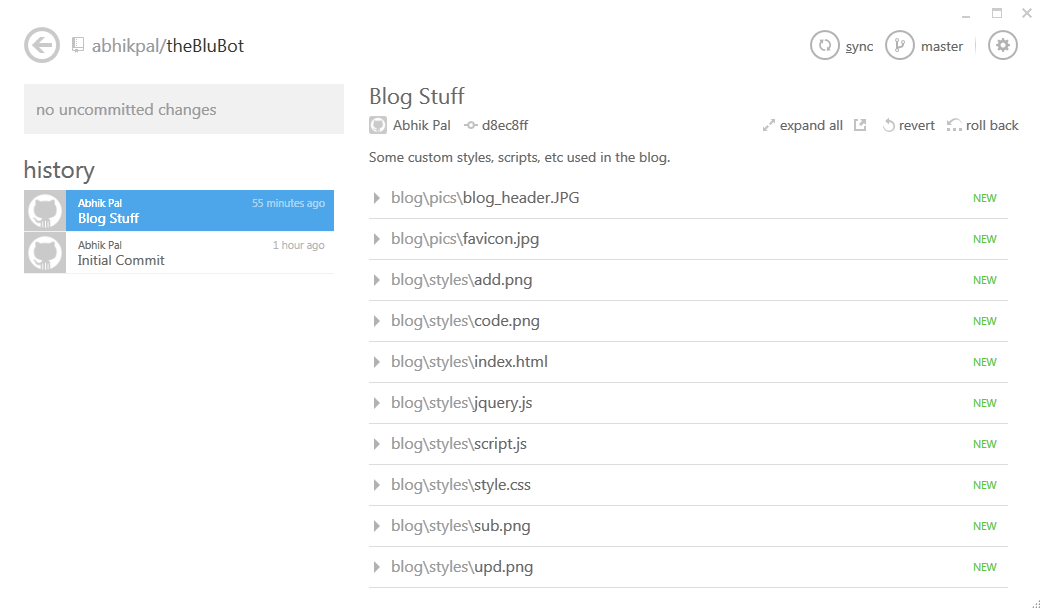 abhikpal/theBluBot
sync
master
no uncommitted changes
history
Abhik Pal 55 minutes ago
Blog Stuff
Abhik Pal 1 hour ago
Initial Commit
Blog Stuff
Abhik Pal d8ec8ff
expand all
revert
roll back
Some custom styles, scripts, etc used in the blog.
blog\pics\blog_header.JPG NEW
blog\pics\favicon.jpg NEW
blog\styles\add.png NEW
blog\styles\code.png NEW
blog\styles\index.html NEW
blog\styles\jquery.js NEW
blog\styles\script.js NEW
blog\styles\style.css NEW
blog\styles\sub.png NEW
blog\styles\upd.png NEW